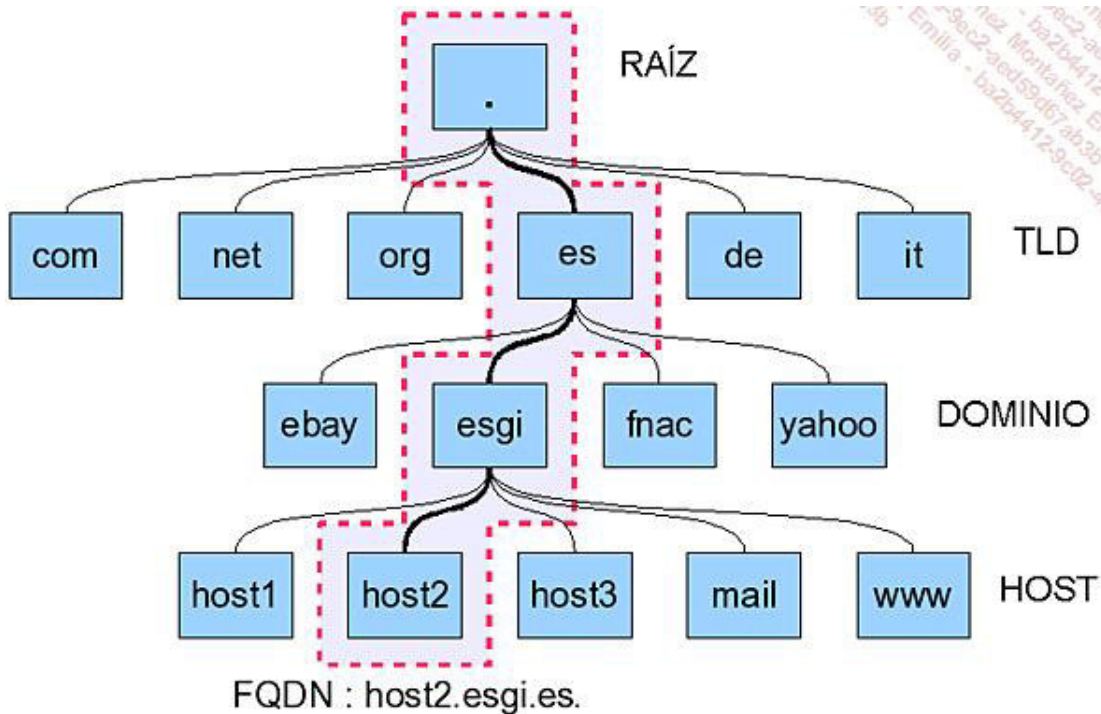 RAÍZ
.
com net org es de it TLD
ebay esgi fnac yahoo DOMINIO
host1 host2 host3 mail www HOST
FQDN : host2.esgi.es.